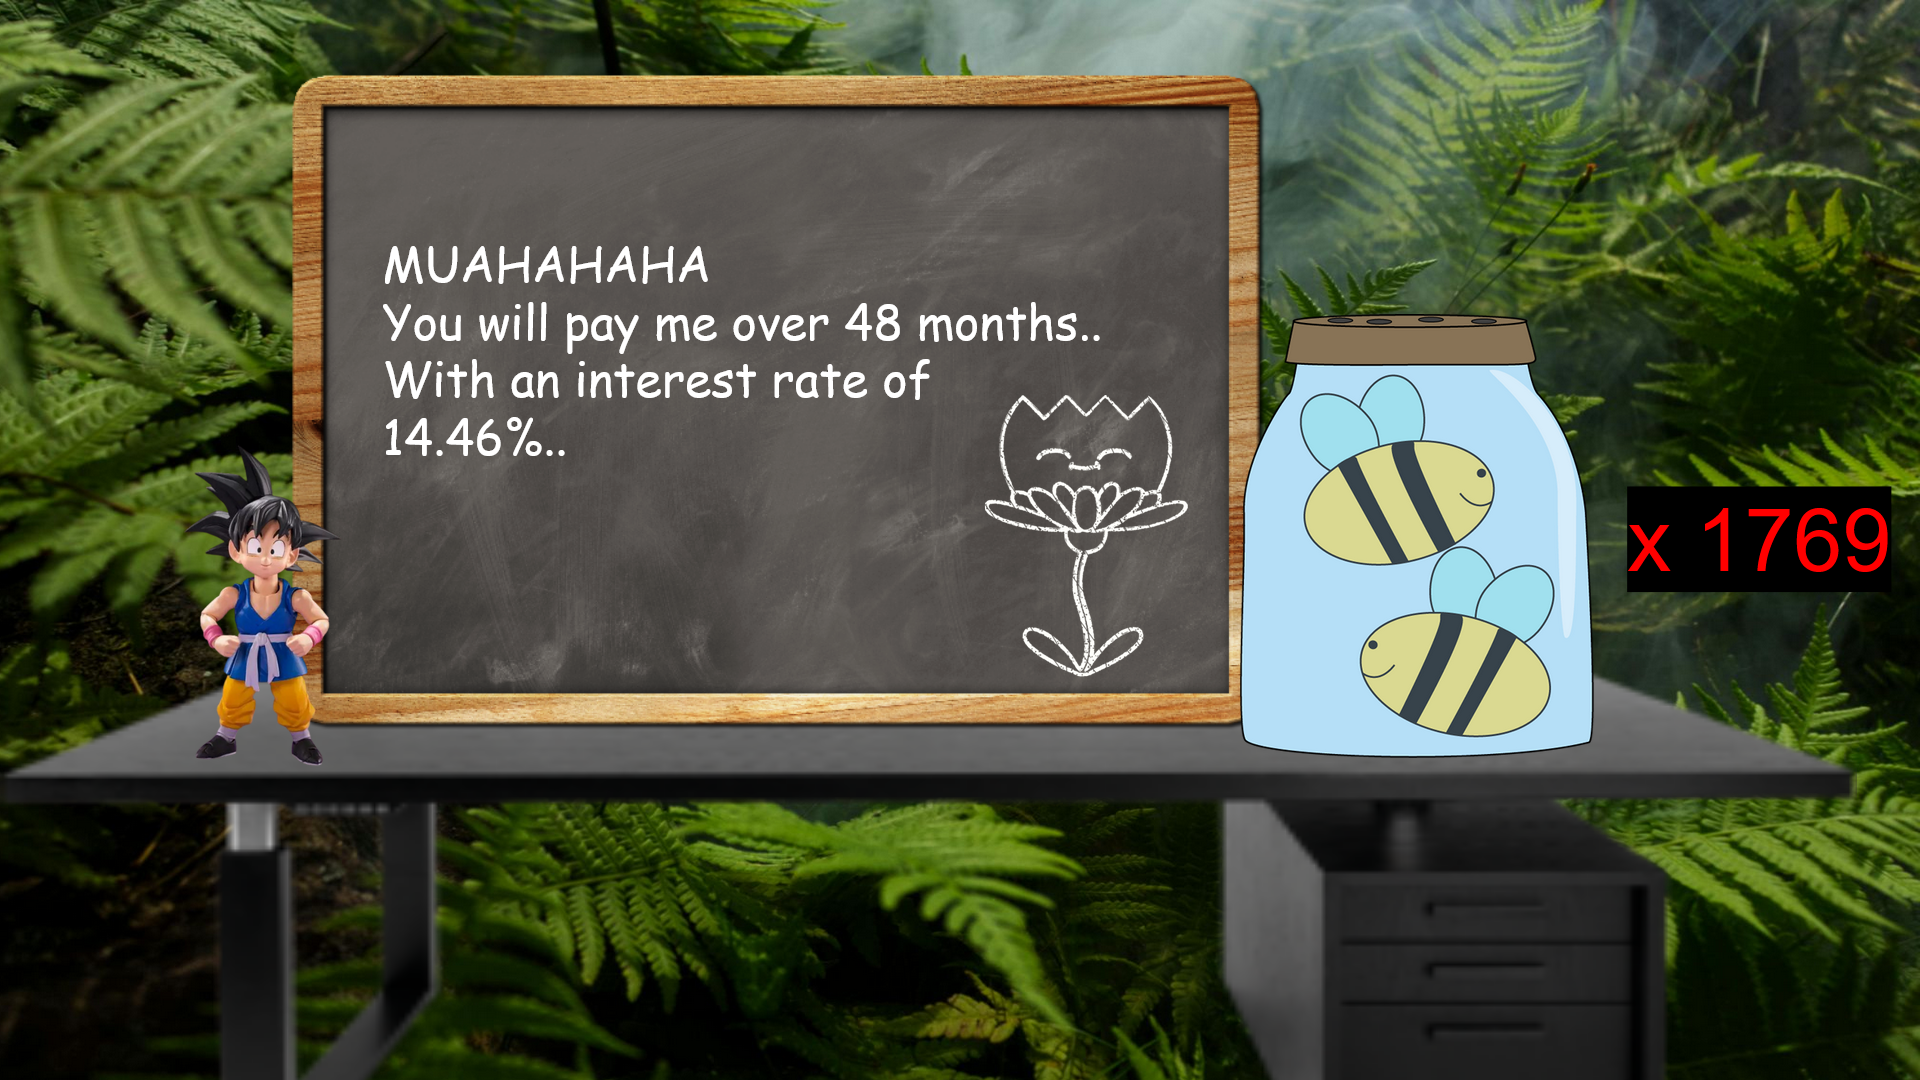 MUAHAHAHA
You will pay me over 48 months..
With an interest rate of
14.46%..
x 1769